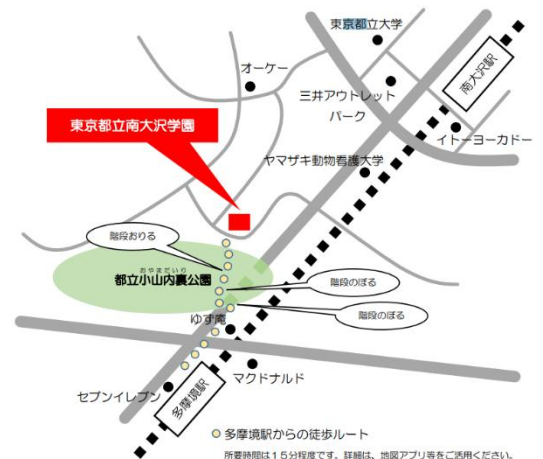 東京都立大学
南大沢駅
オーケー
三井アウトレット
パーク
イトーヨーカドー
東京都立南大沢学園
ヤマザキ動物看護大学
階段おりる
おやまだいり
都立小山内裏公園
階段のぼる
ゆず庵
階段のぼる
セブンイレブン
マクドナルド
多摩境駅
多摩境駅からの徒歩ルート
所要時間は１５分程度です。詳細は、地図アプリ等をご活用ください。